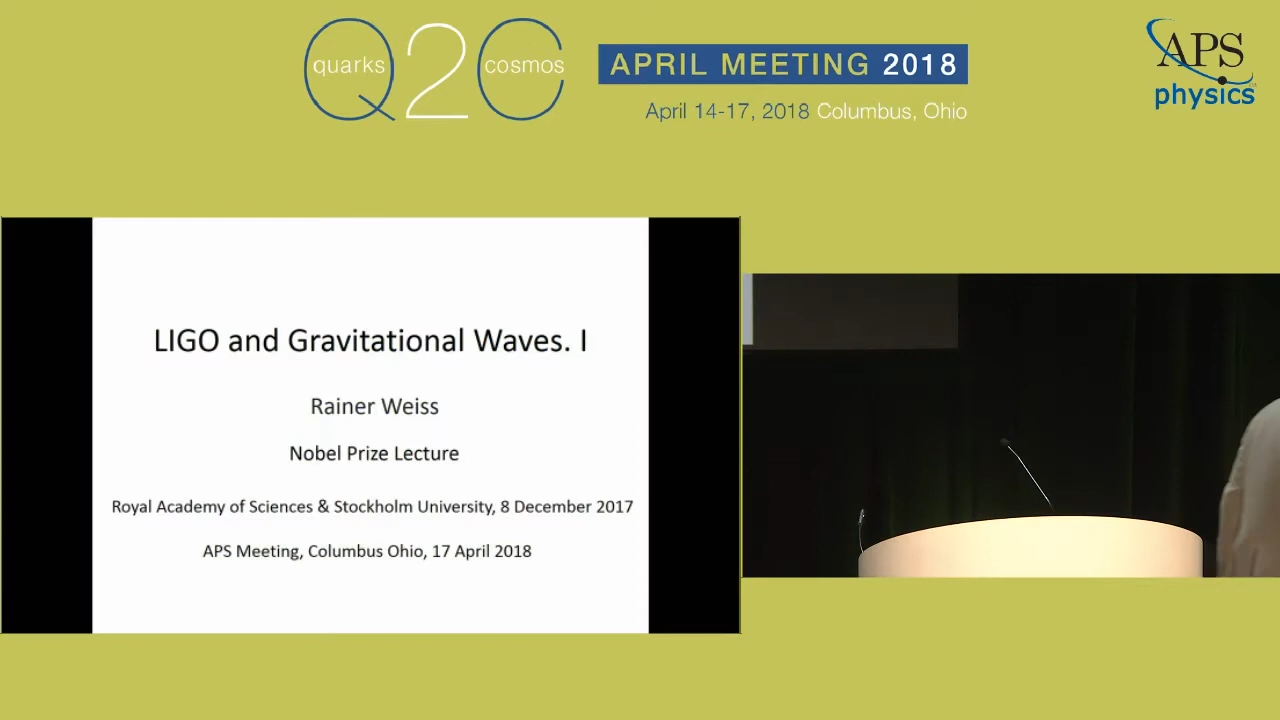 quarks Q2C cosmos
APRIL MEETING 2018
April 14-17, 2018 Columbus, Ohio
APS
physics
LIGO and Gravitational Waves. I
Rainer Weiss
Nobel Prize Lecture
Royal Academy of Sciences & Stockholm University, 8 December 2017
APS Meeting, Columbus Ohio, 17 April 2018